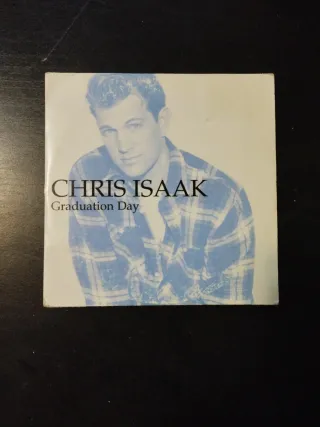 CHRIS ISAAK
Graduation Day